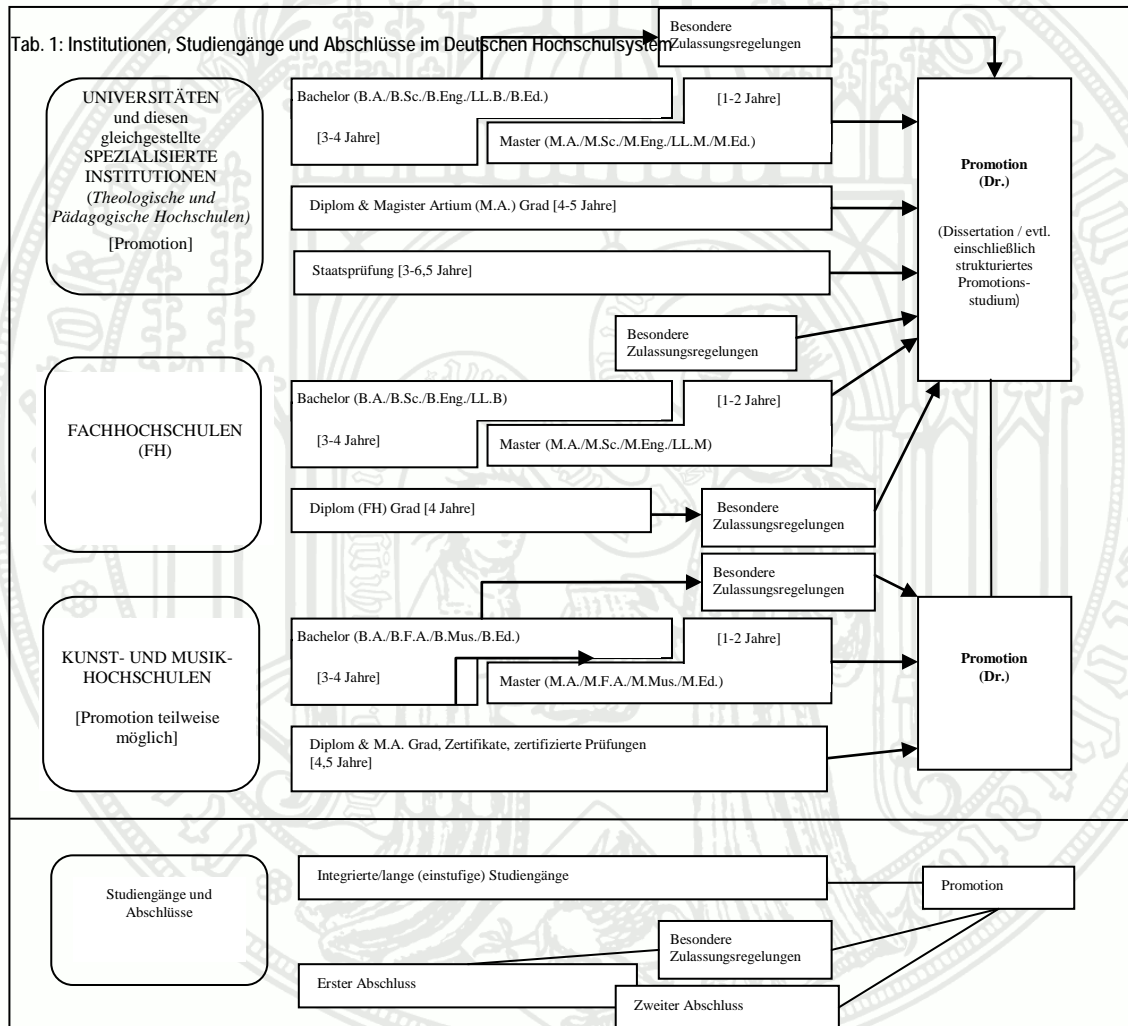 Tab. 1: Institutionen, Studiengänge und Abschlüsse im Deutschen Hochschulsystem
Besondere
Zulassungsregelungen
UNIVERSITÄTEN
und diesen
gleichgestellte
SPEZIALISIERTE
INSTITUTIONEN
(Theologische und
Pädagogische Hochschulen)
[Promotion]
Bachelor (B.A./B.Sc./B.Eng./LL.B./B.Ed.)
[3-4 Jahre]
[1-2 Jahre]
Master (M.A./M.Sc./M.Eng./LL.M./M.Ed.)
Diplom & Magister Artium (M.A.) Grad [4-5 Jahre]
Staatsprüfung [3-6,5 Jahre]
Promotion
(Dr.)
(Dissertation / evtl.
einschließlich
strukturiertes
Promotions-
studium)
Besondere
Zulassungsregelungen
FACHHOCHSCHULEN
(FH)
Bachelor (B.A./B.Sc./B.Eng./LL.B)
[3-4 Jahre]
[1-2 Jahre]
Master (M.A./M.Sc./M.Eng./LL.M)
Diplom (FH) Grad [4 Jahre]
Besondere
Zulassungsregelungen
Besondere
Zulassungsregelungen
KUNST- UND MUSIK-
HOCHSCHULEN
[Promotion teilweise
möglich]
Bachelor (B.A./B.F.A./B.Mus./B.Ed.)
[3-4 Jahre]
[1-2 Jahre]
Master (M.A./M.F.A./M.Mus./M.Ed.)
Diplom & M.A. Grad, Zertifikate, zertifizierte Prüfungen
[4,5 Jahre]
Promotion
(Dr.)
Studiengänge und
Abschlüsse
Integrierte/lange (einstufige) Studiengänge
Promotion
Besondere
Zulassungsregelungen
Erster Abschluss
Zweiter Abschluss